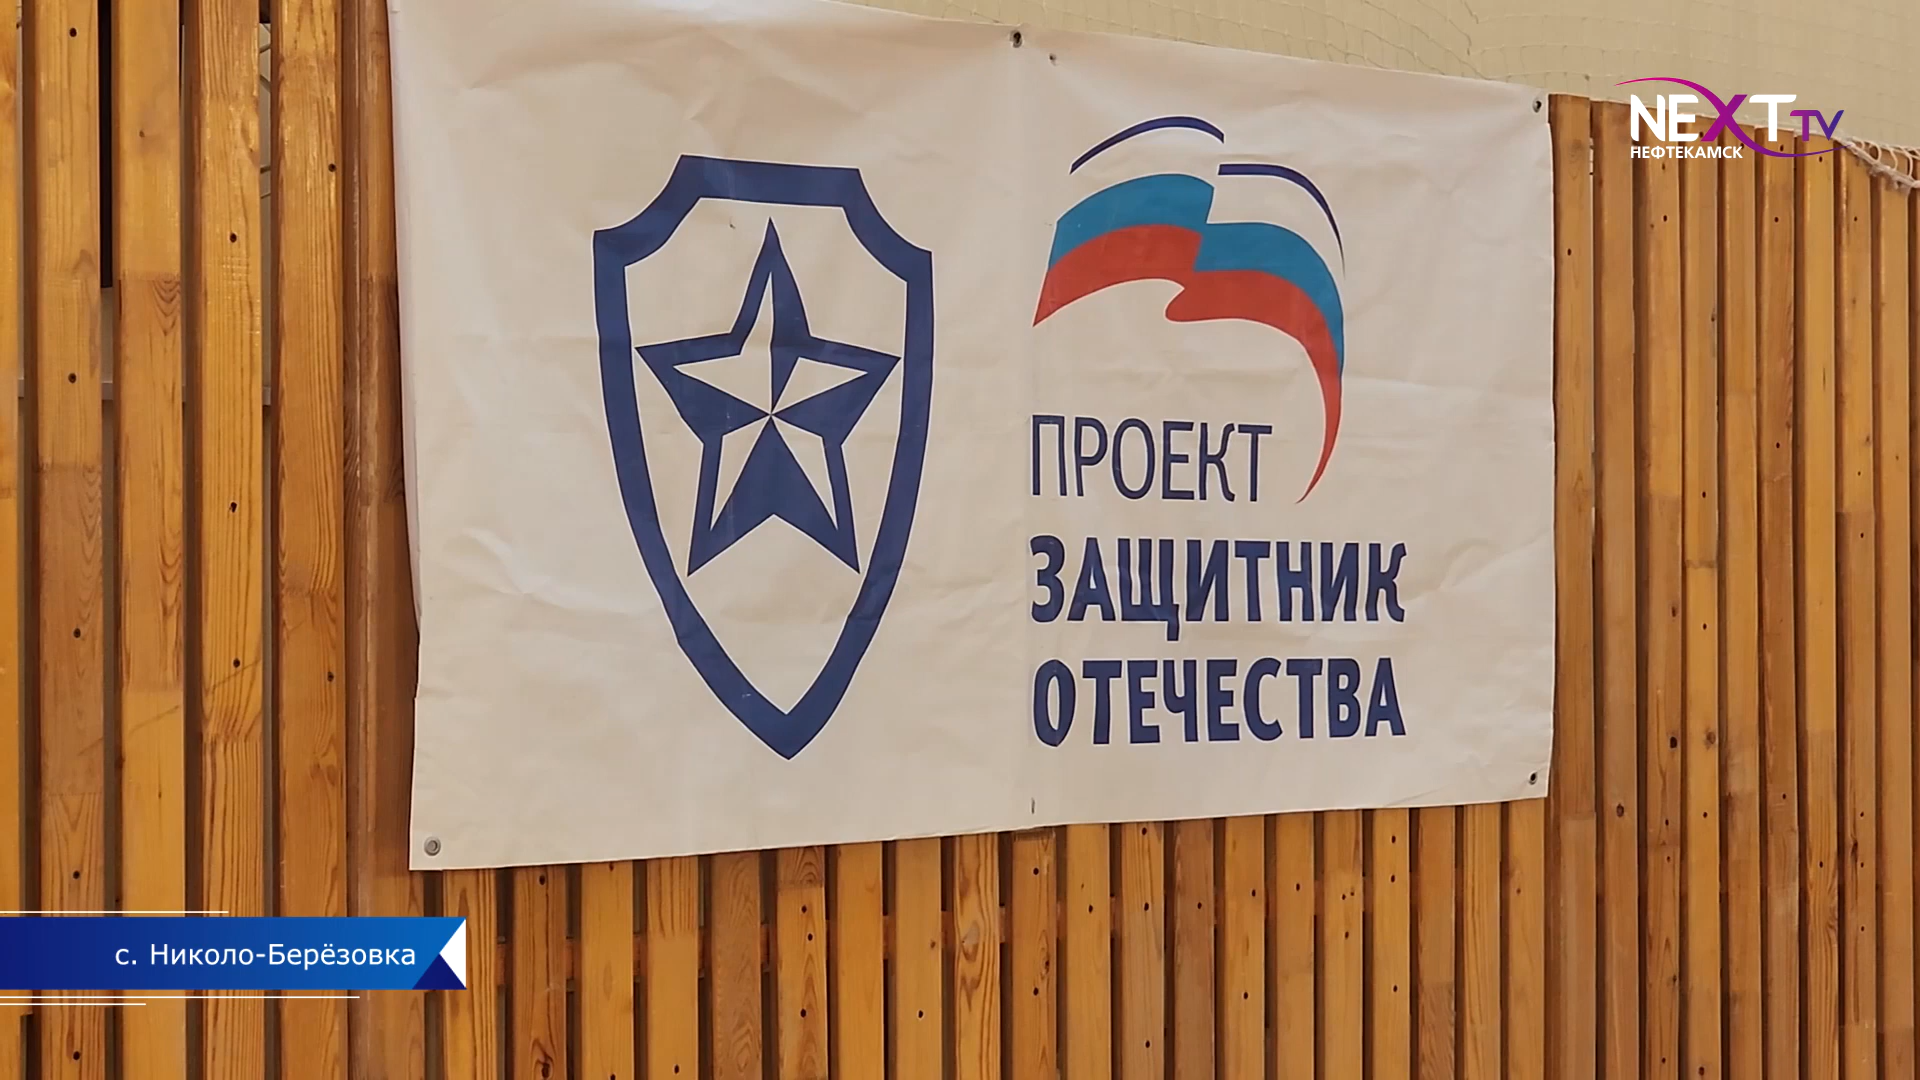 NEXT TV
НЕФТЕКАМСК
ПРОЕКТ
ЗАЩИТНИК
ОТЕЧЕСТВА
с. Николо-Берёзовка